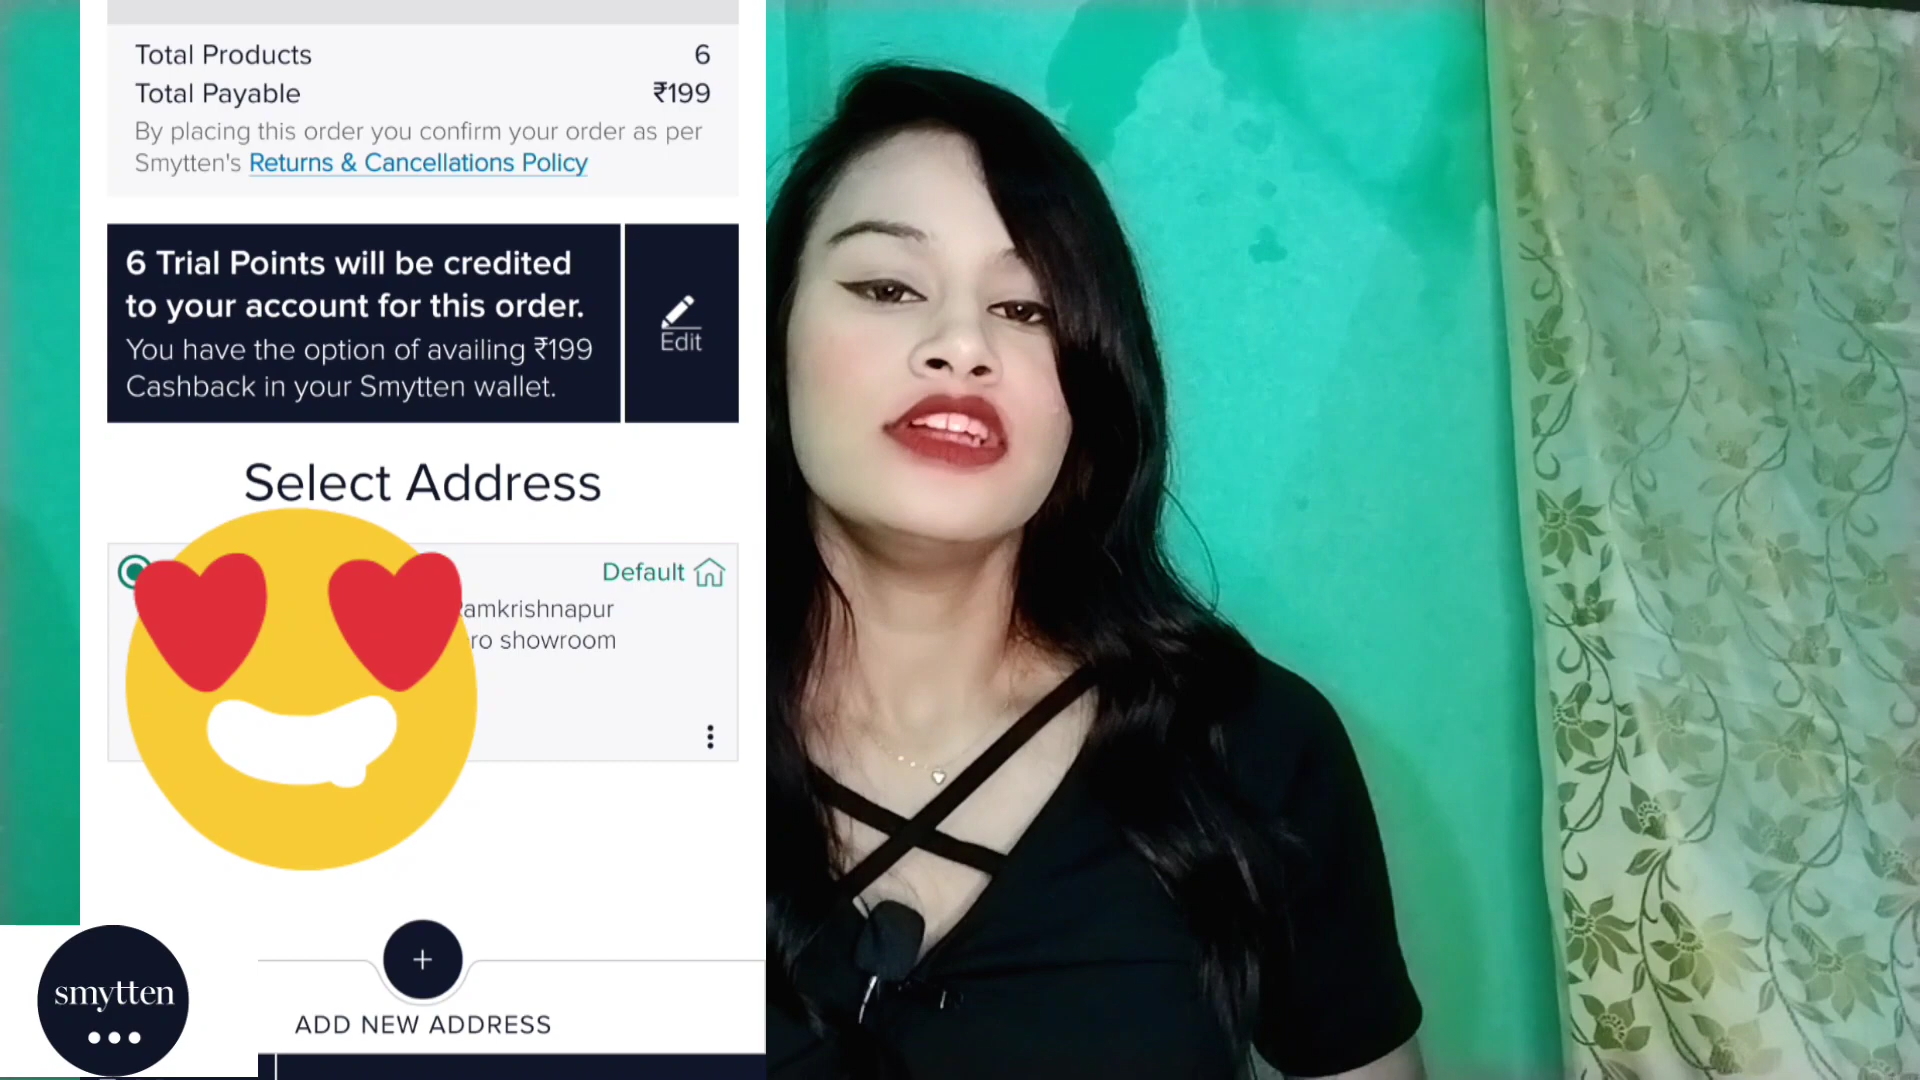 Total Products 6
Total Payable ₹199
By placing this order you confirm your order as per
Smytten's Returns & Cancellations Policy
6 Trial Points will be credited
to your account for this order.
You have the option of availing ₹199
Cashback in your Smytten wallet.
Edit
Select Address
Default
amkrishnapur
ro showroom
+
ADD NEW ADDRESS
smytten